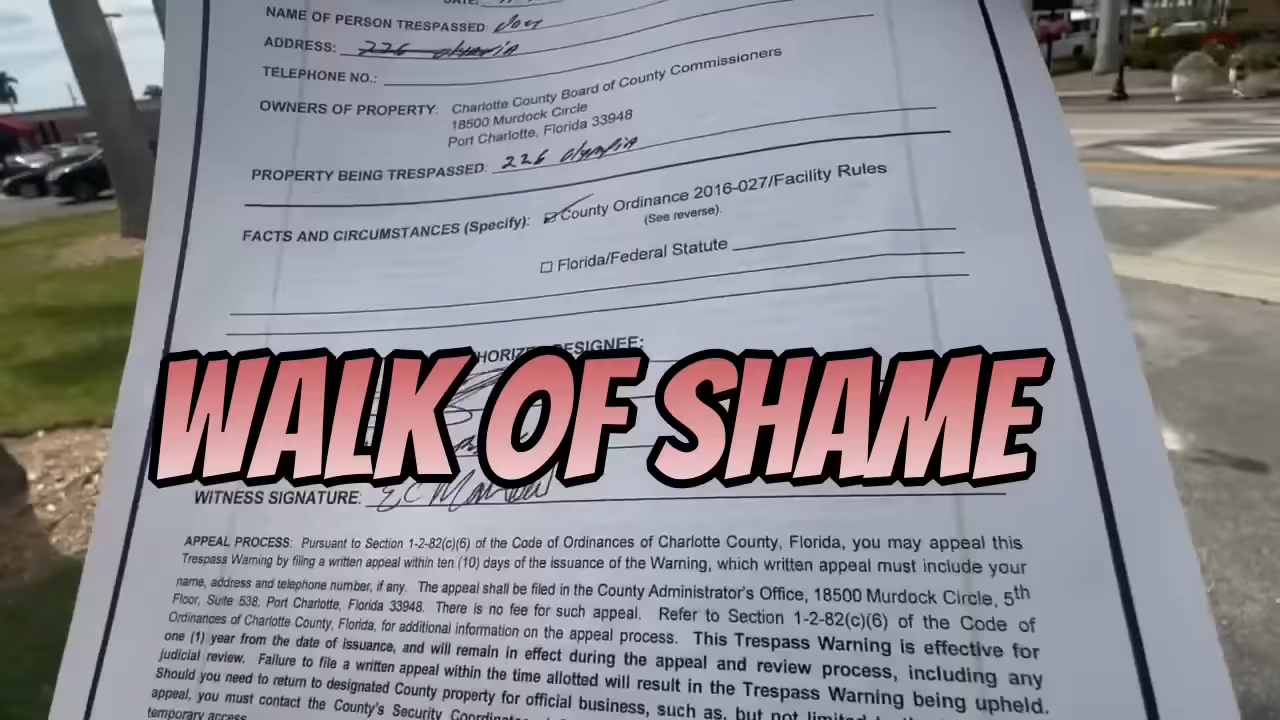 DATE:
NAME OF PERSON TRESPASSED:
ADDRESS: 226 Olympia
TELEPHONE NO.:
OWNERS OF PROPERTY: Charlotte County Board of County Commissioners
18500 Murdock Circle
Port Charlotte, Florida 33948
PROPERTY BEING TRESPASSED: 226 Olympia
FACTS AND CIRCUMSTANCES (Specify): County Ordinance 2016-027/Facility Rules
(See reverse).
Florida/Federal Statute
DESIGNEE:
WALK OF SHAME
WITNESS SIGNATURE:
APPEAL PROCESS: Pursuant to Section 1-2-82(c)(6) of the Code of Ordinances of Charlotte County, Florida, you may appeal this
Trespass Warning by filing a written appeal within ten (10) days of the issuance of the Warning, which written appeal must include your
name, address and telephone number, if any. The appeal shall be filed in the County Administrator's Office, 18500 Murdock Circle, 5th
Floor, Suite 538, Port Charlotte, Florida 33948. There is no fee for such appeal. Refer to Section 1-2-82(c)(6) of the Code of
Ordinances of Charlotte County, Florida, for additional information on the appeal process. This Trespass Warning is effective for
one (1) year from the date of issuance, and will remain in effect during the appeal and review process, including any
judicial review. Failure to file a written appeal within the time allotted will result in the Trespass Warning being upheld.
Should you need to return to designated County property for official business, such as, but not limited
appeal, you must contact the County's Security
temporary access